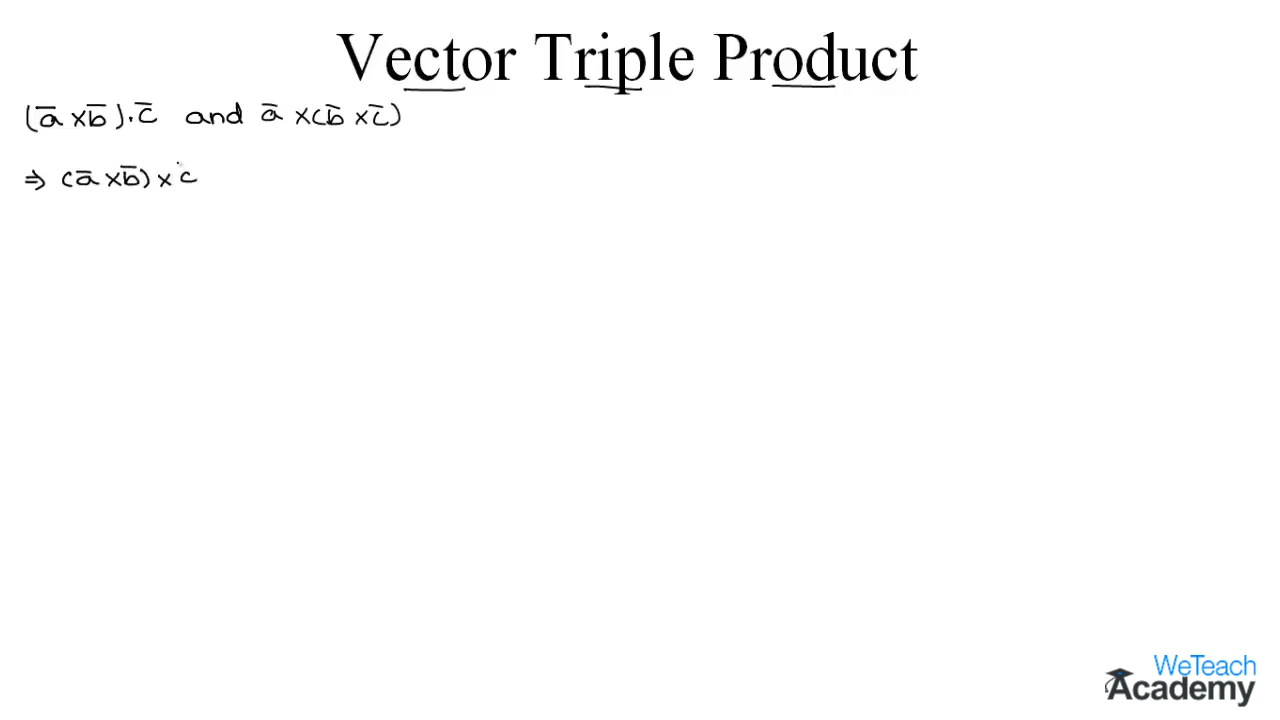 Vector Triple Product
(a̅ × b̅).c̅ and a̅ ×(b̅ × c̅)
⇒ (a̅ × b̅) × c
WeTeach
Academy